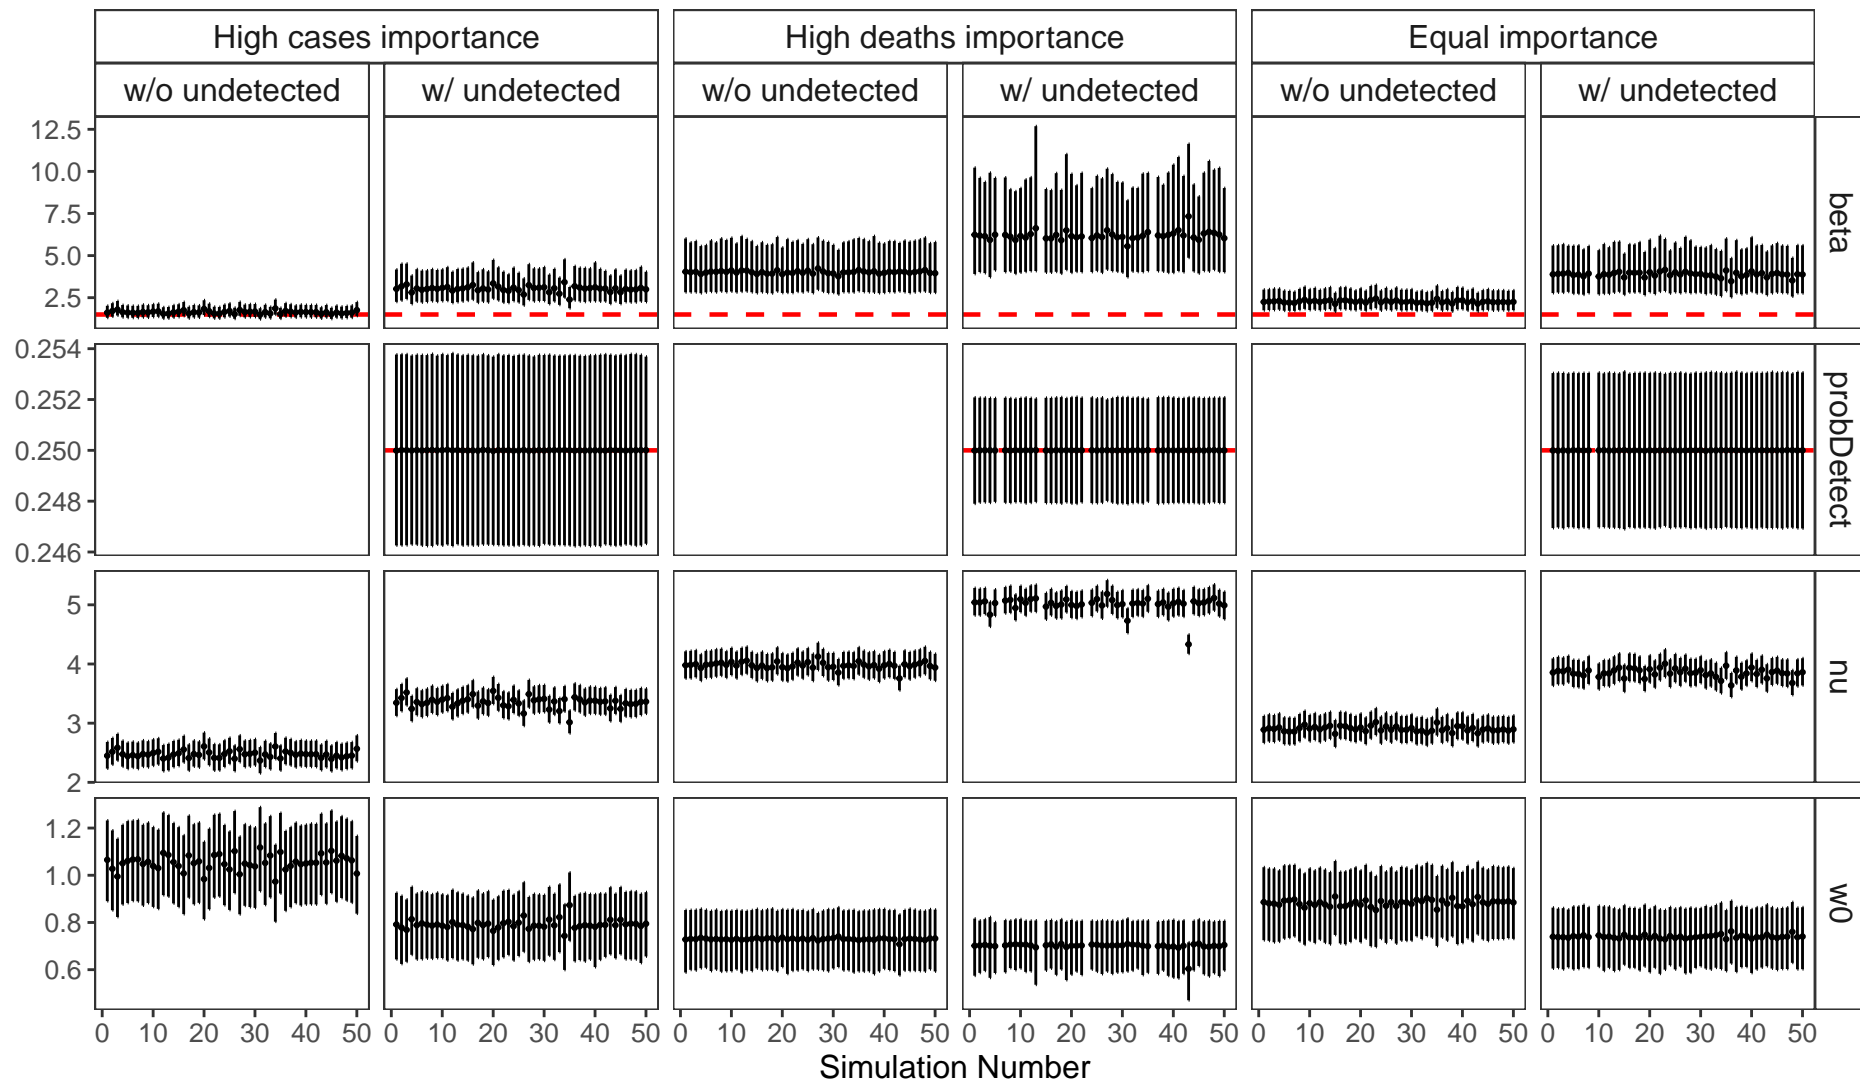 High cases importance High deaths importance Equal importance
w/o undetected w/ undetected w/o undetected w/ undetected w/o undetected w/ undetected
12.5
10.0
7.5
5.0
2.5
beta
0.254
0.252
0.250
0.248
0.246
probDetect
5
4
3
2
nu
1.2
1.0
0.8
0.6
w0
0 10 20 30 40 50 0 10 20 30 40 50 0 10 20 30 40 50 0 10 20 30 40 50 0 10 20 30 40 50 0 10 20 30 40 50
Simulation Number